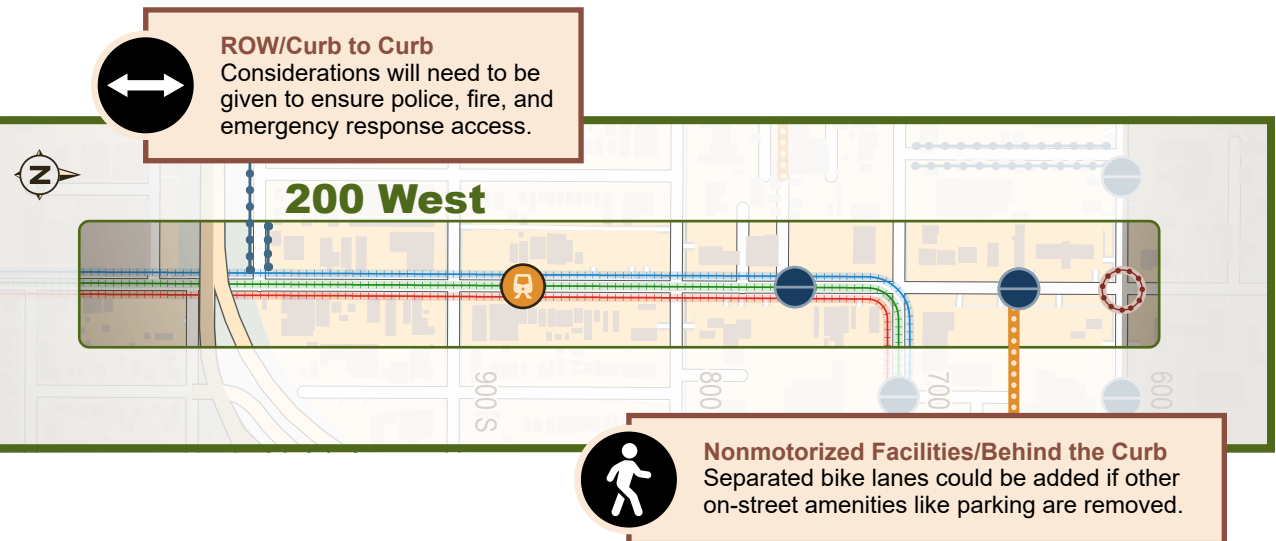 ROW/Curb to Curb
Considerations will need to be
given to ensure police, fire, and
emergency response access.
N
200 West
900 S
800
700
600
Nonmotorized Facilities/Behind the Curb
Separated bike lanes could be added if other
on-street amenities like parking are removed.